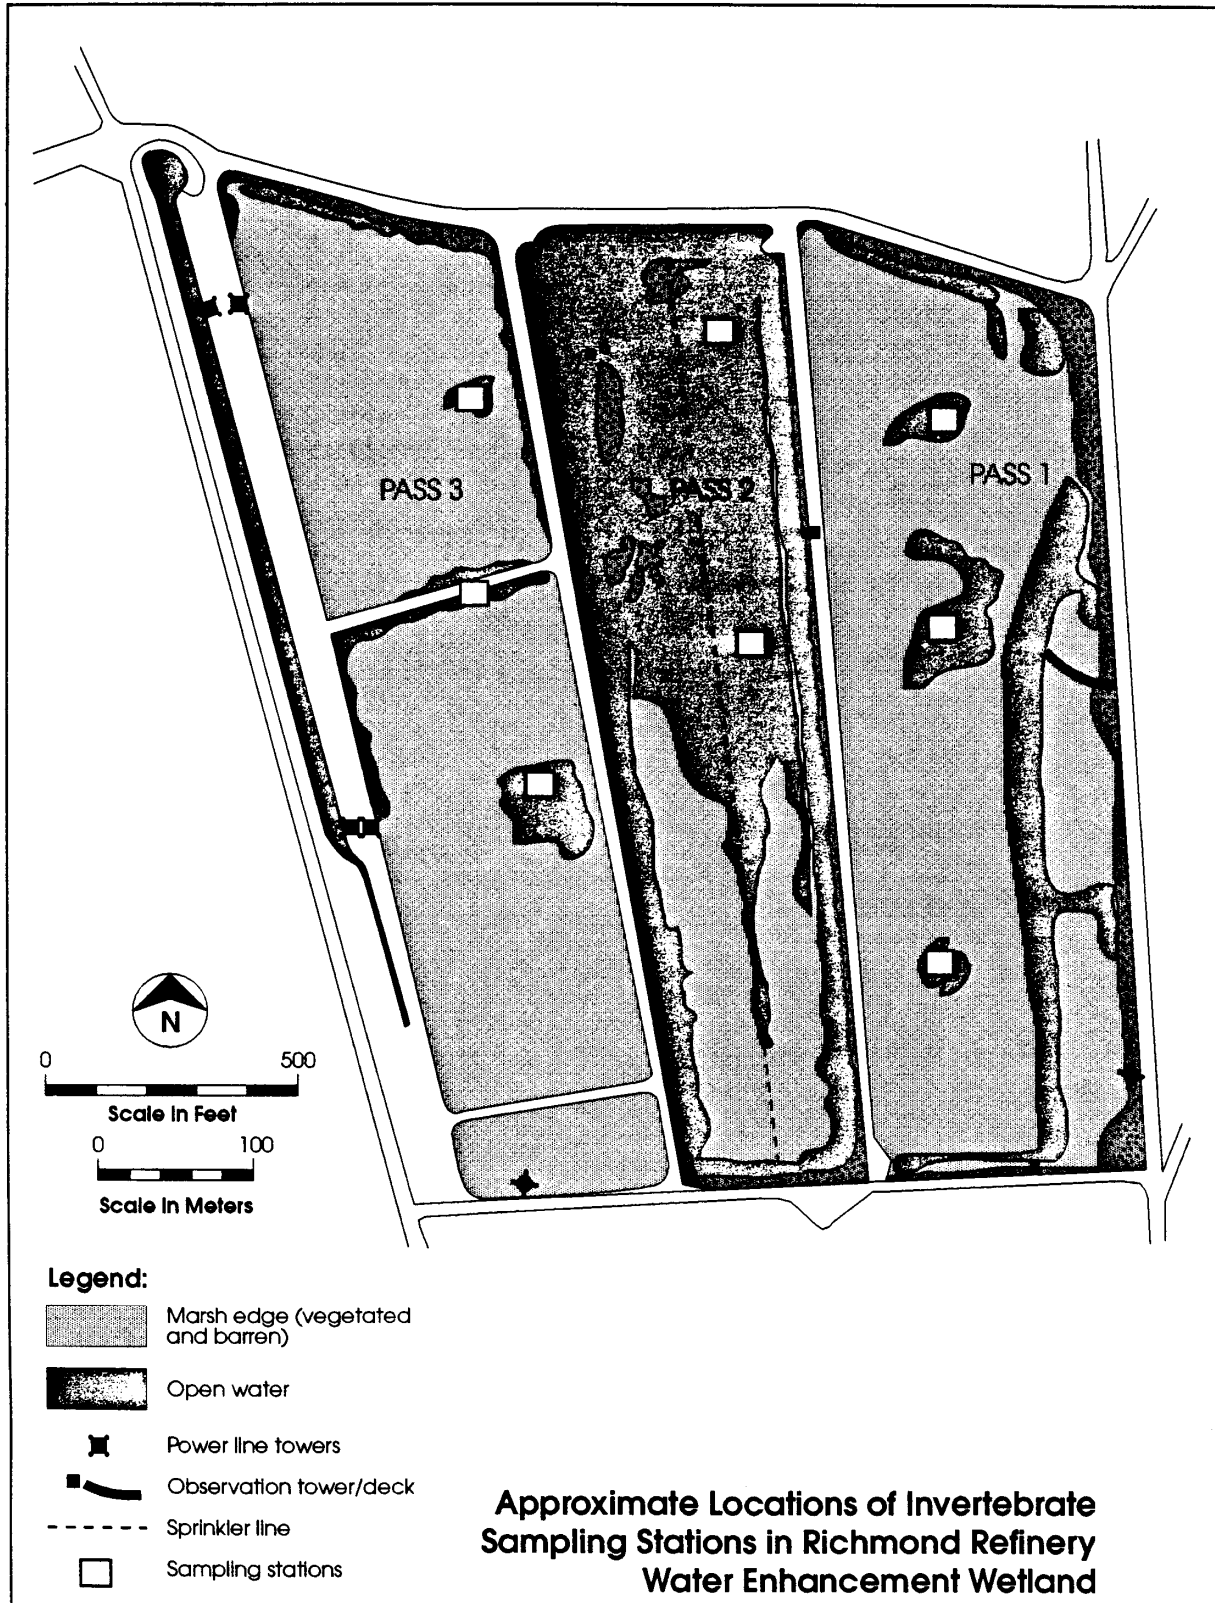 PASS 3
PASS 2
PASS 1
N
0 500
Scale in Feet
0 100
Scale in Meters
Legend:
Marsh edge (vegetated
and barren)
Open water
Power line towers
Observation tower/deck
Sprinkler line
Sampling stations
Approximate Locations of Invertebrate
Sampling Stations in Richmond Refinery
Water Enhancement Wetland